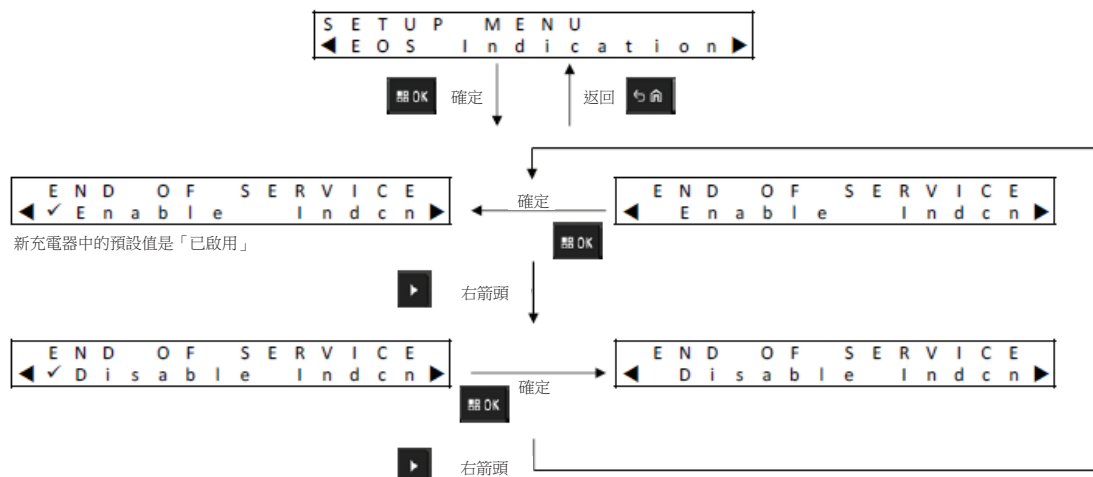 SETUP MENU
◀EOS Indication▶
OK 確定
返回
END OF SERVICE
◀✓Enable Indcn▶
確定
END OF SERVICE
◀ Enable Indcn▶
OK
新充電器中的預設值是「已啟用」
右箭頭
END OF SERVICE
◀✓Disable Indcn▶
確定
END OF SERVICE
◀ Disable Indcn▶
OK
右箭頭